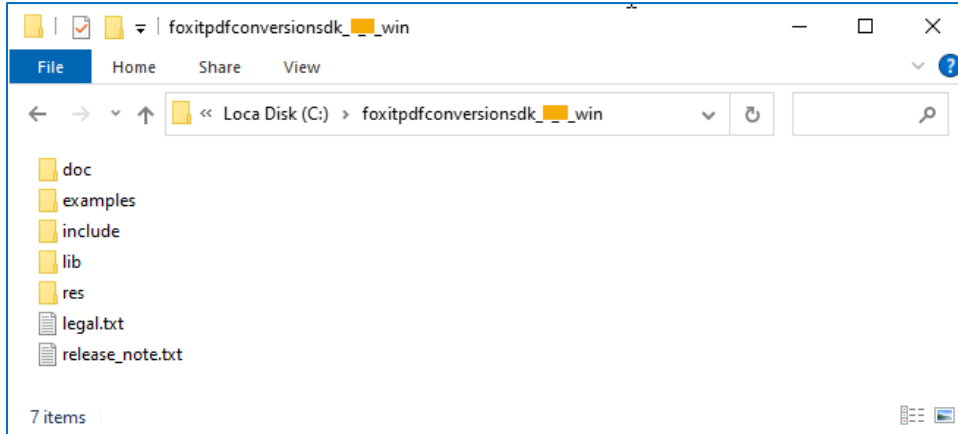 foxitpdfconversionsdk_ _ _win
File Home Share View
« Loca Disk (C:) › foxitpdfconversionsdk_ _ _win
doc
examples
include
lib
res
legal.txt
release_note.txt
7 items